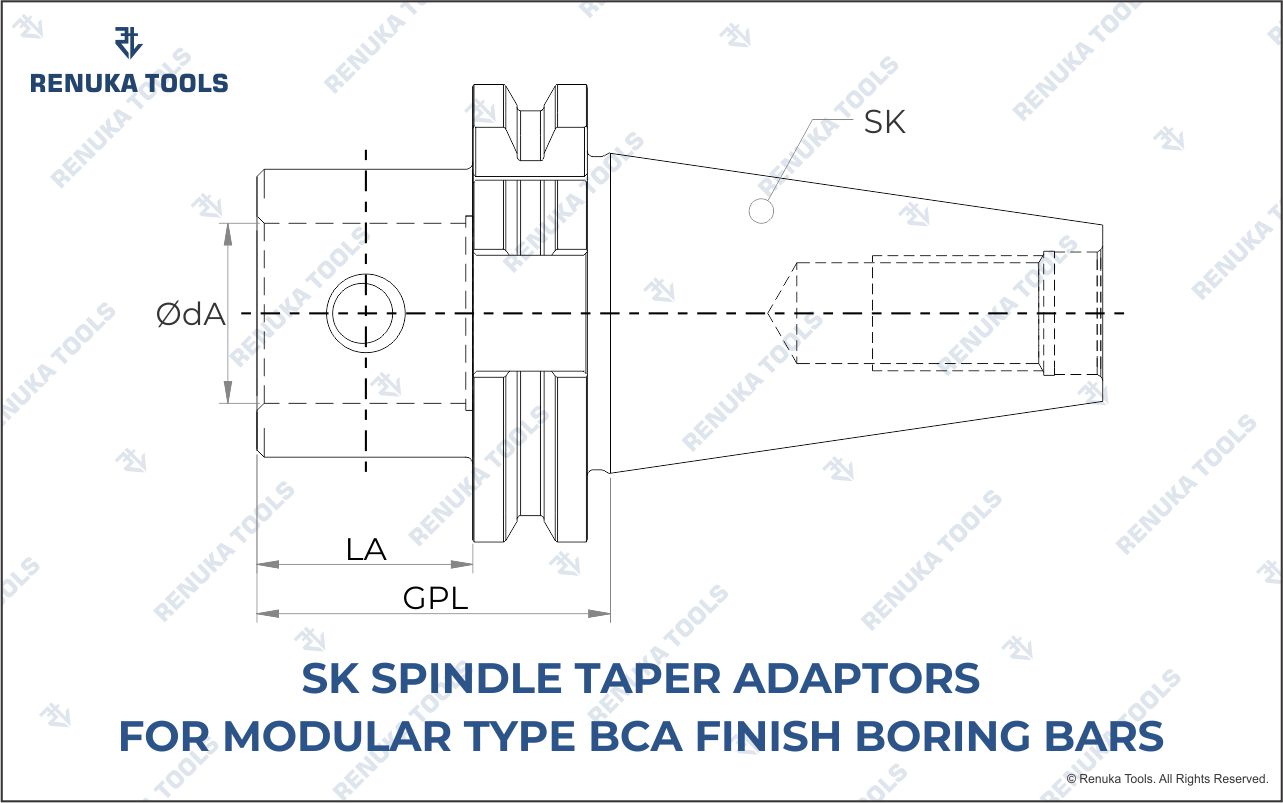 RENUKA TOOLS
SK
ØdA
LA
GPL
SK SPINDLE TAPER ADAPTORS
FOR MODULAR TYPE BCA FINISH BORING BARS
© Renuka Tools. All Rights Reserved.